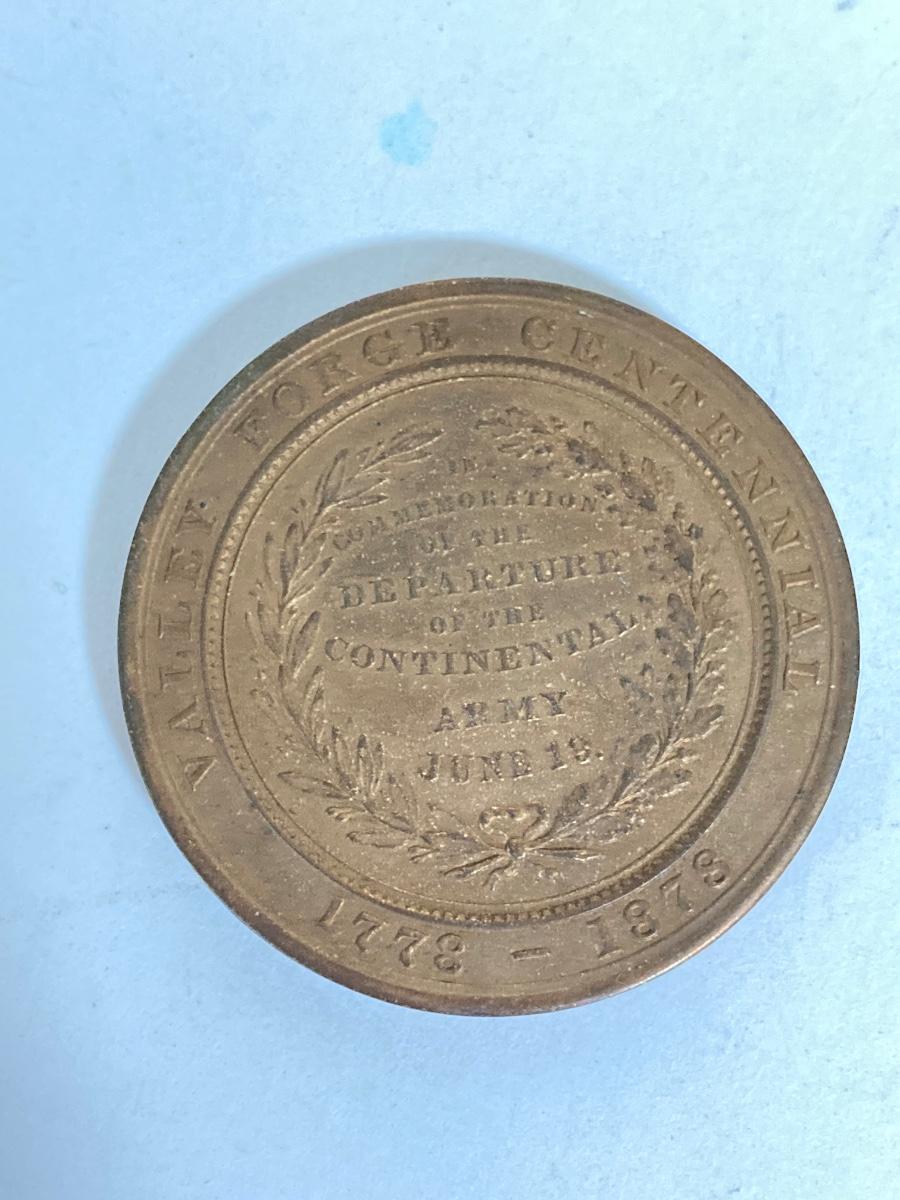 VALLEY FORGE CENTENNIAL
IN
COMMEMORATION
OF THE
DEPARTURE
OF THE
CONTINENTAL
ARMY
JUNE 19.
1778 - 1878